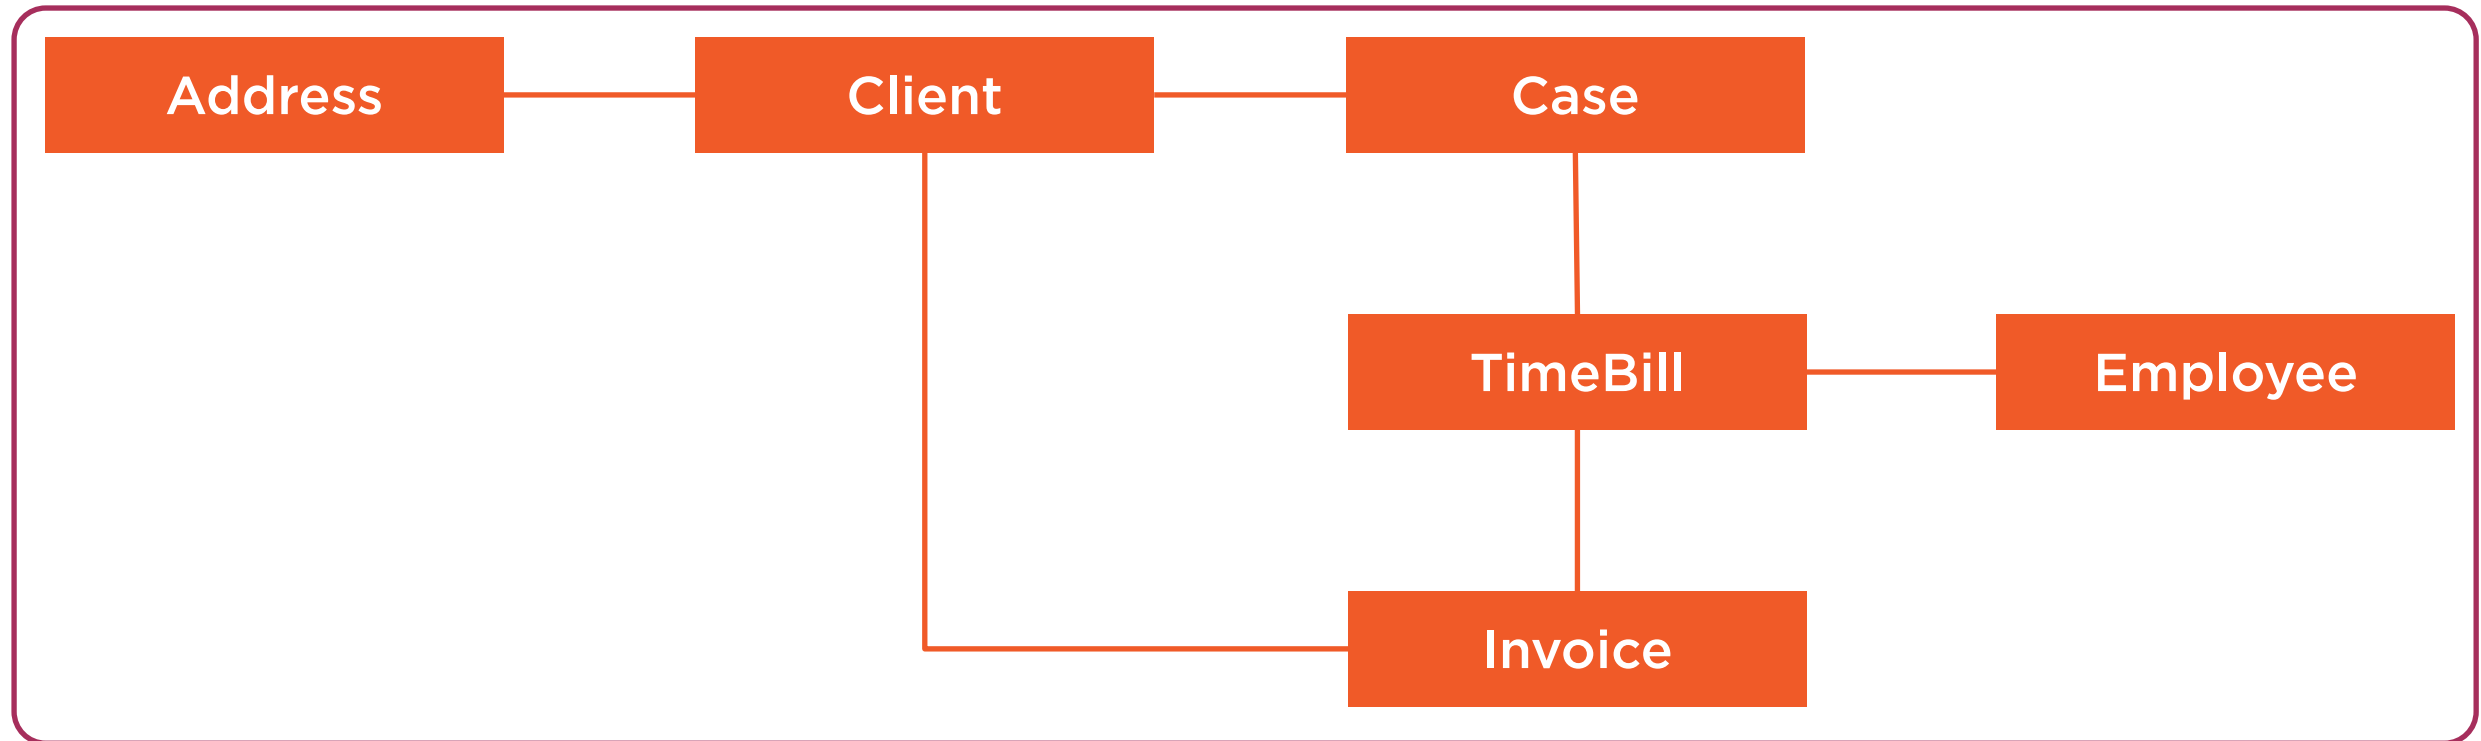 Address
Client
Case
TimeBill
Employee
Invoice